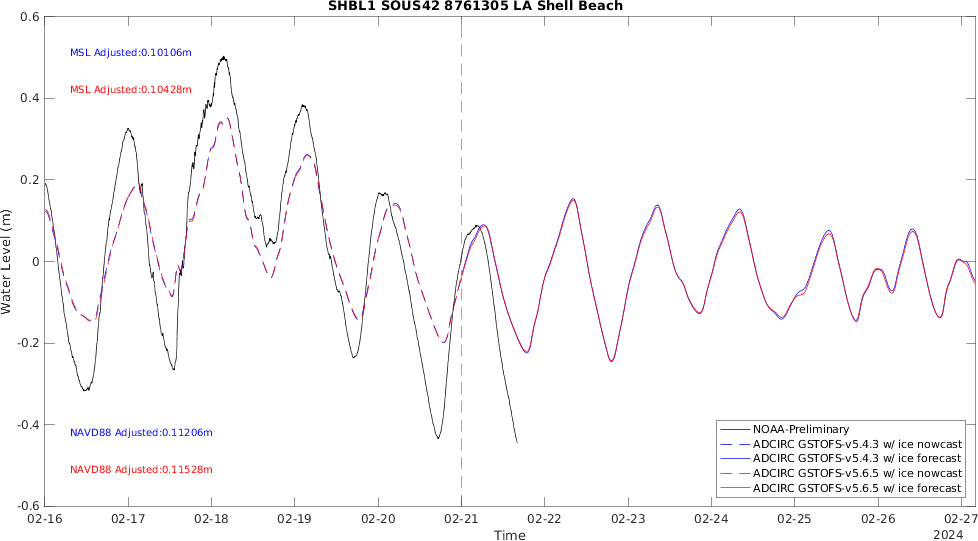 SHBL1 SOUS42 8761305 LA Shell Beach
0.6
0.4
0.2
0
-0.2
-0.4
-0.6
Water Level (m)
MSL Adjusted:0.10106m
MSL Adjusted:0.10428m
NAVD88 Adjusted:0.11206m
NAVD88 Adjusted:0.11528m
NOAA-Preliminary
ADCIRC GSTOFS-v5.4.3 w/ ice nowcast
ADCIRC GSTOFS-v5.4.3 w/ ice forecast
ADCIRC GSTOFS-v5.6.5 w/ ice nowcast
ADCIRC GSTOFS-v5.6.5 w/ ice forecast
02-16 02-17 02-18 02-19 02-20 02-21 02-22 02-23 02-24 02-25 02-26 02-27
Time
2024